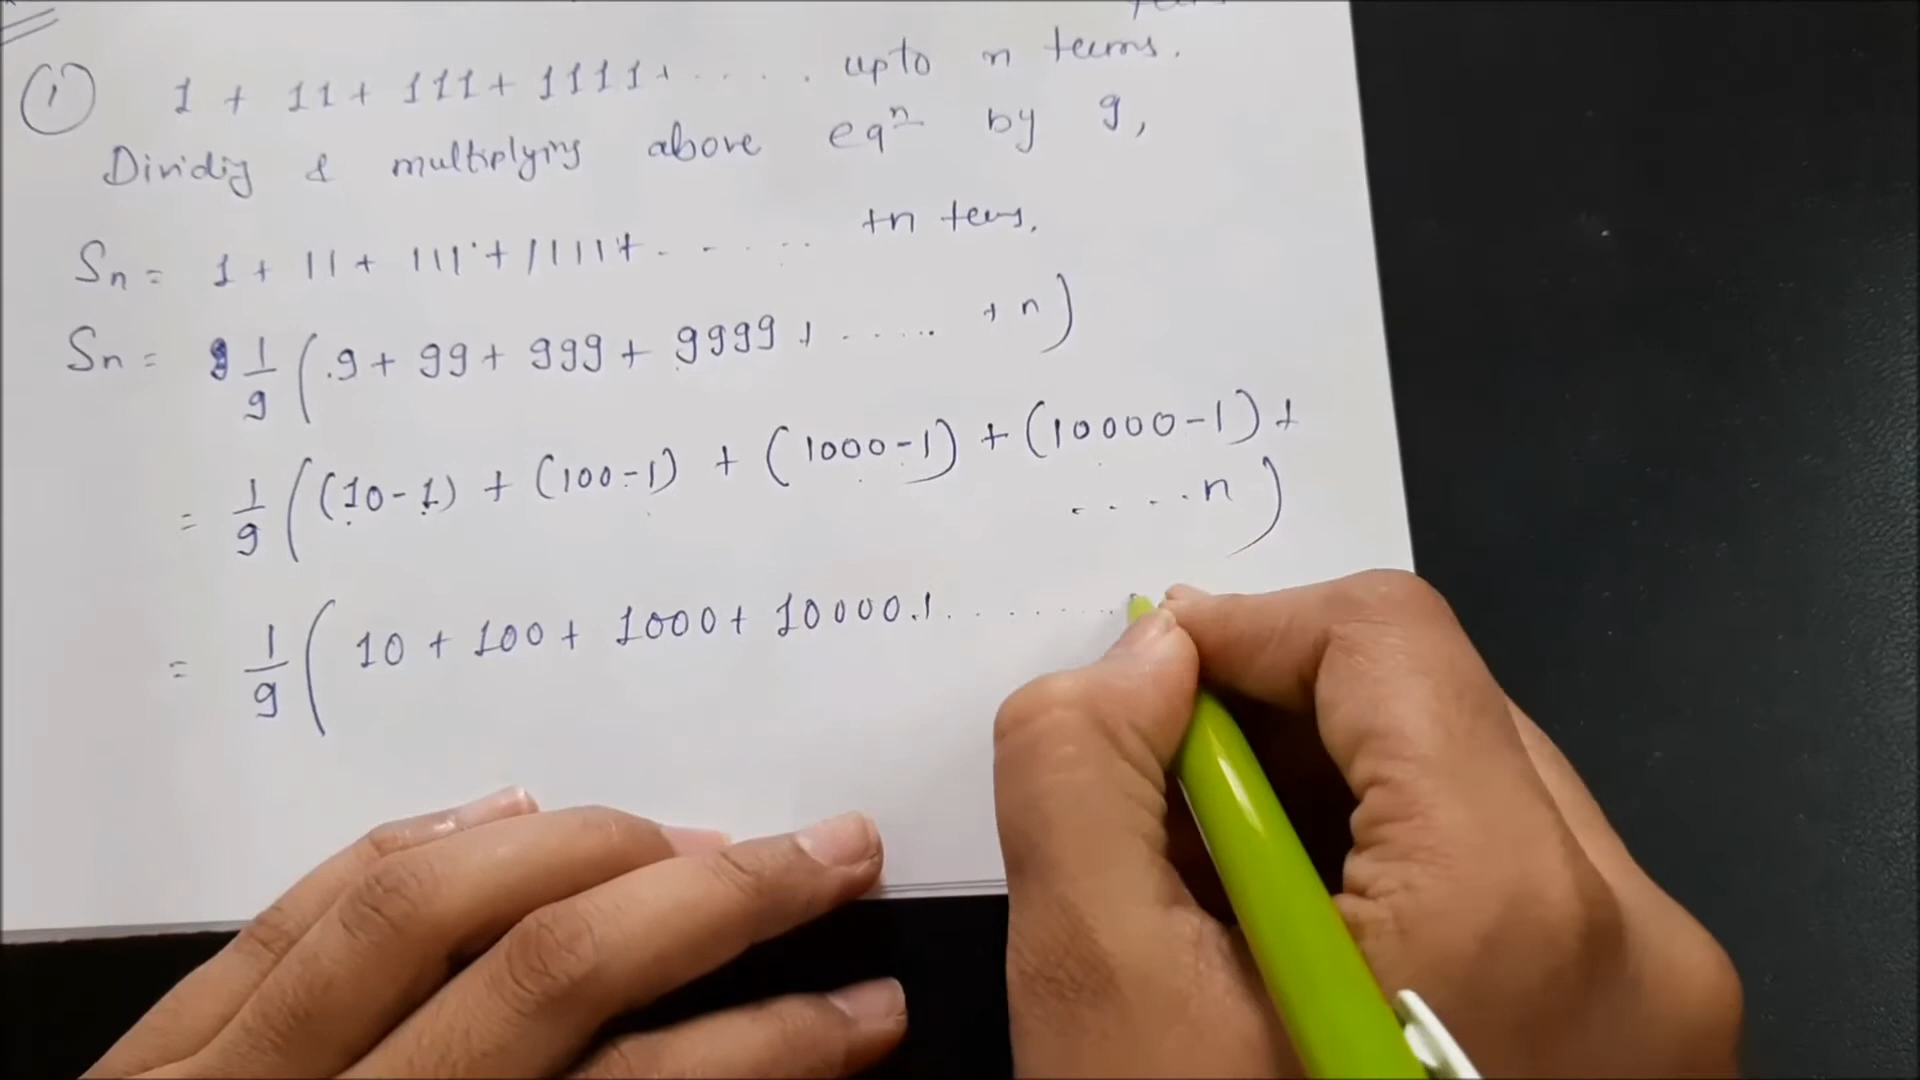 ① 1 + 11 + 111 + 1111 + ..... upto n terms.
Dividig & multiplying above eqⁿ by 9,
Sn = 1 + 11 + 111 + 1111 + ...... +n tems.
Sn = 1/9 (9 + 99 + 999 + 9999 + ..... + n)
= 1/9 ((10-1) + (100-1) + (1000-1) + (10000-1) +
.....n)
= 1/9 ( 10 + 100 + 1000 + 10000 + ........